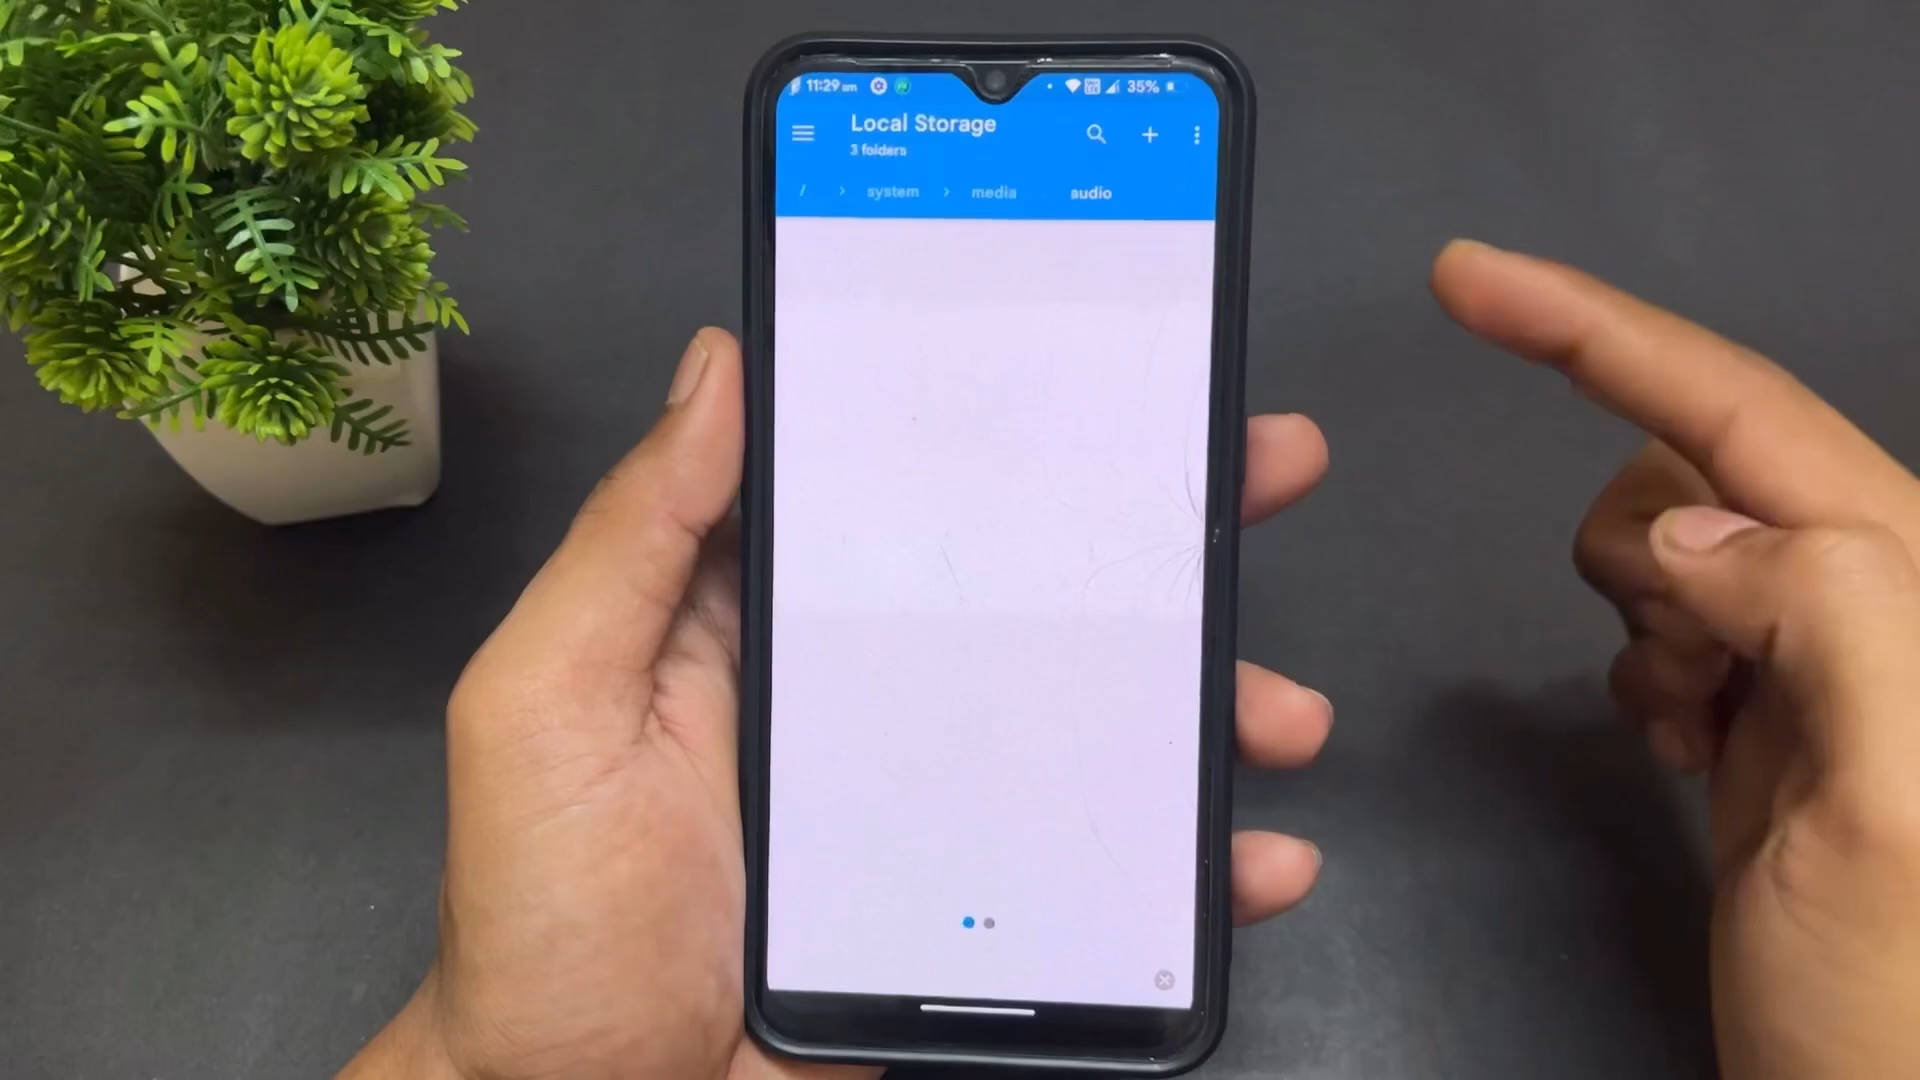 11:29 am 35%
Local Storage
3 folders
/ > system > media audio